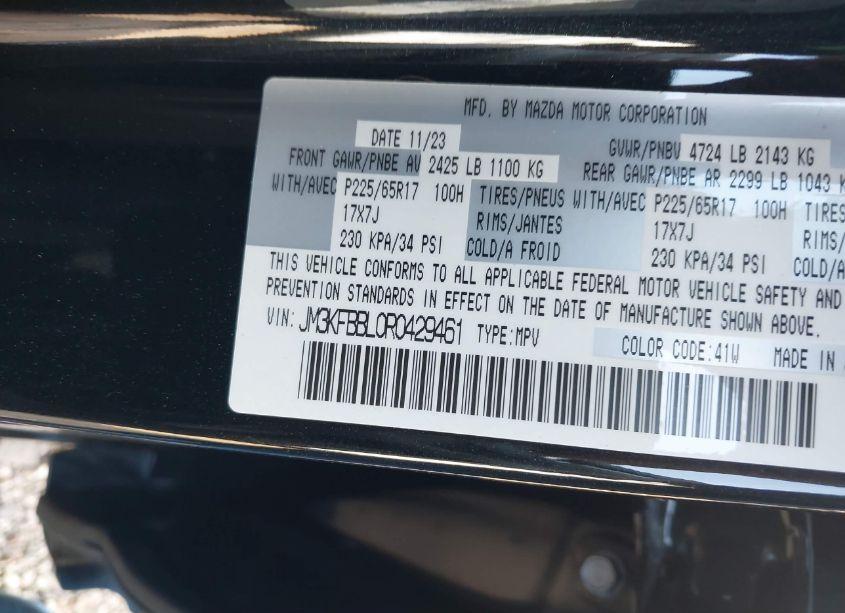 MFD. BY MAZDA MOTOR CORPORATION
DATE 11/23 GVWR/PNBV 4724 LB 2143 KG
FRONT GAWR/PNBE AV 2425 LB 1100 KG REAR GAWR/PNBE AR 2299 LB 1043 K
WITH/AVEC P225/65R17 100H TIRES/PNEUS WITH/AVEC P225/65R17 100H TIRES
17X7J RIMS/JANTES 17X7J RIMS/
230 KPA/34 PSI COLD/A FROID 230 KPA/34 PSI COLD/A
THIS VEHICLE CONFORMS TO ALL APPLICABLE FEDERAL MOTOR VEHICLE SAFETY AND
PREVENTION STANDARDS IN EFFECT ON THE DATE OF MANUFACTURE SHOWN ABOVE.
VIN: JM3KFBBL0R0429461 TYPE:MPV
COLOR CODE:41W MADE IN